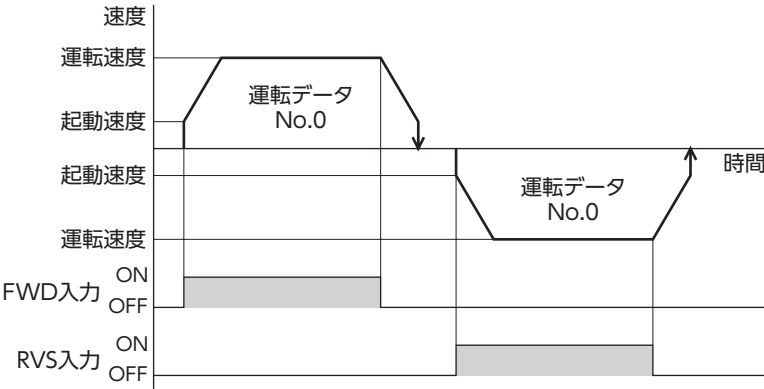 速度
運転速度
運転データ
No.0
起動速度
時間
起動速度
運転データ
No.0
運転速度
ON
FWD入力
OFF
ON
RVS入力
OFF